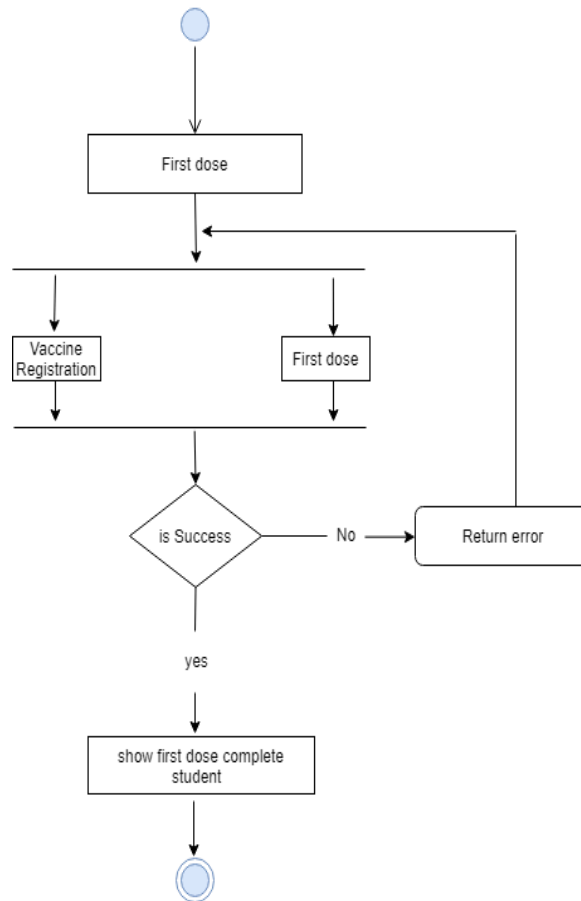 First dose
Vaccine
Registration
First dose
is Success
No
Return error
yes
show first dose complete
student